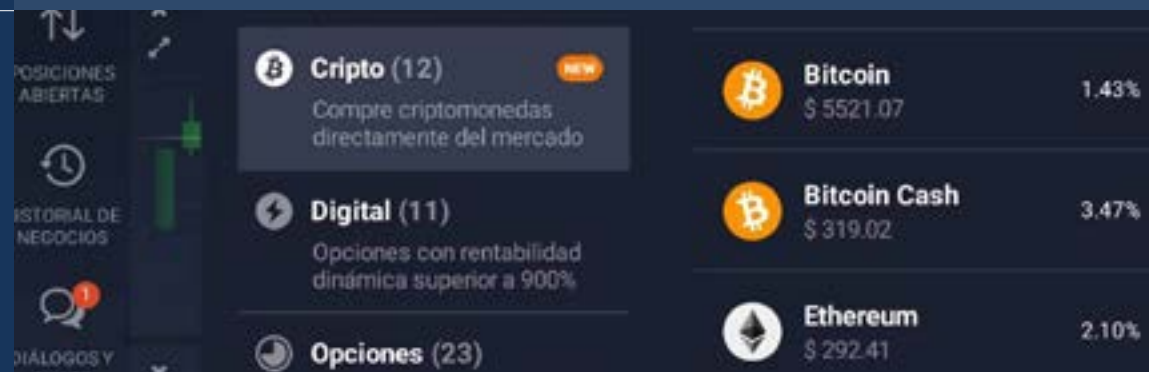 POSICIONES
ABIERTAS
HISTORIAL DE
NEGOCIOS
1
DIÁLOGOS Y
Cripto (12)
NEW
Compre criptomonedas
directamente del mercado
Digital (11)
Opciones con rentabilidad
dinámica superior a 900%
Opciones (23)
Bitcoin
1.43%
$ 5521.07
Bitcoin Cash
3.47%
$ 319.02
Ethereum
2.10%
$ 292.41